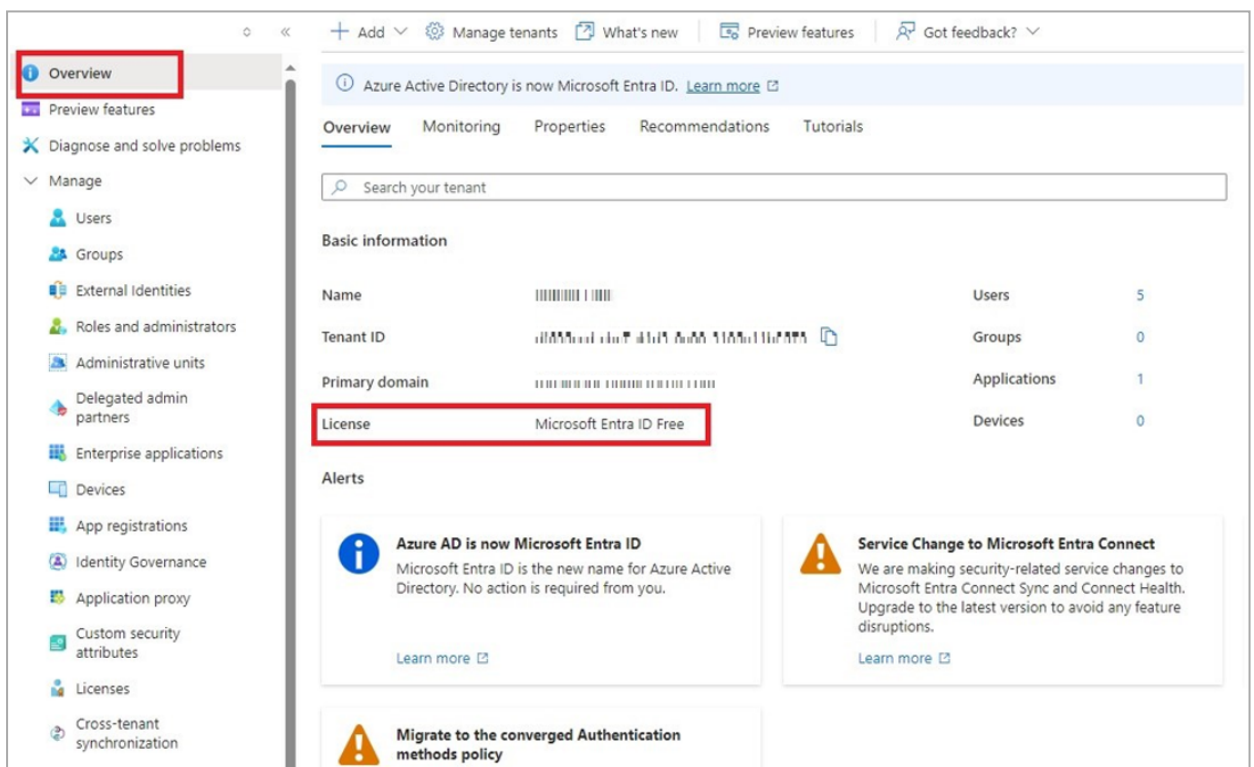 Add
Manage tenants
What's new
Preview features
Got feedback?
Overview
Preview features
Diagnose and solve problems
Manage
Users
Groups
External Identities
Roles and administrators
Administrative units
Delegated admin
partners
Enterprise applications
Devices
App registrations
Identity Governance
Application proxy
Custom security
attributes
Licenses
Cross-tenant
synchronization
Azure Active Directory is now Microsoft Entra ID. Learn more
Overview
Monitoring
Properties
Recommendations
Tutorials
Search your tenant
Basic information
Name
Tenant ID
Primary domain
License Microsoft Entra ID Free
Users 5
Groups 0
Applications 1
Devices 0
Alerts
Azure AD is now Microsoft Entra ID
Microsoft Entra ID is the new name for Azure Active
Directory. No action is required from you.
Learn more
Service Change to Microsoft Entra Connect
We are making security-related service changes to
Microsoft Entra Connect Sync and Connect Health.
Upgrade to the latest version to avoid any feature
disruptions.
Learn more
Migrate to the converged Authentication
methods policy